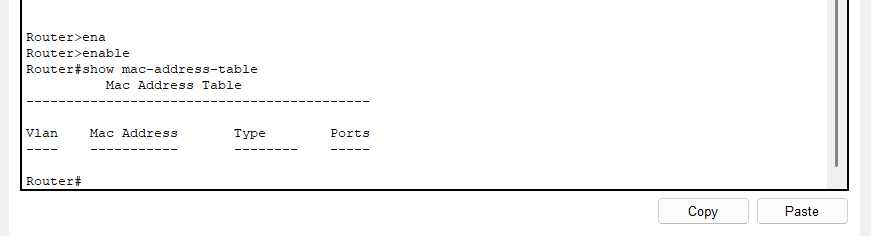 Router>ena
Router>enable
Router#show mac-address-table
          Mac Address Table
-------------------------------------------
Vlan    Mac Address       Type        Ports
----    -----------       --------    -----
Router#
Copy    Paste